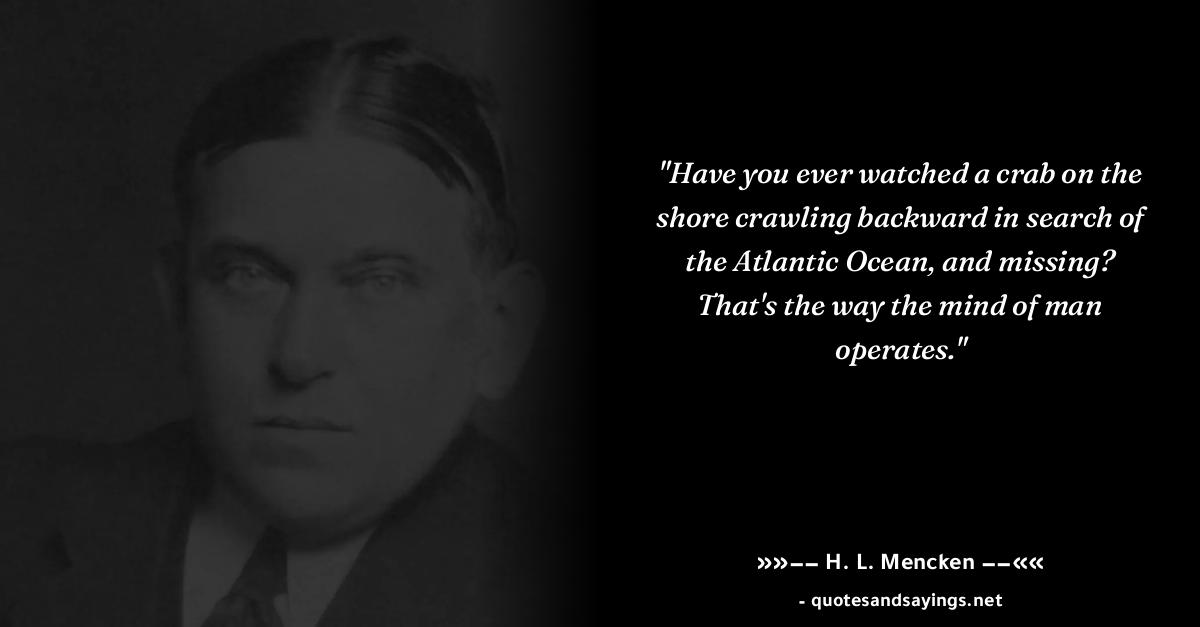 "Have you ever watched a crab on the
shore crawling backward in search of
the Atlantic Ocean, and missing?
That's the way the mind of man
operates."
»»–– H. L. Mencken ––««
- quotesandsayings.net